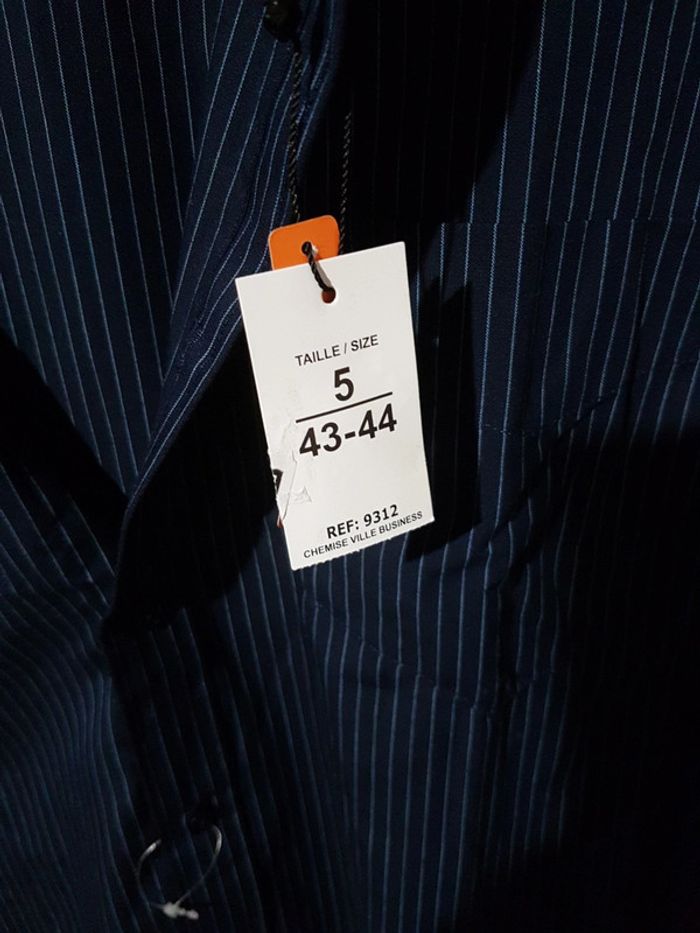 TAILLE / SIZE
5
43-44
REF: 9312
CHEMISE VILLE BUSINESS